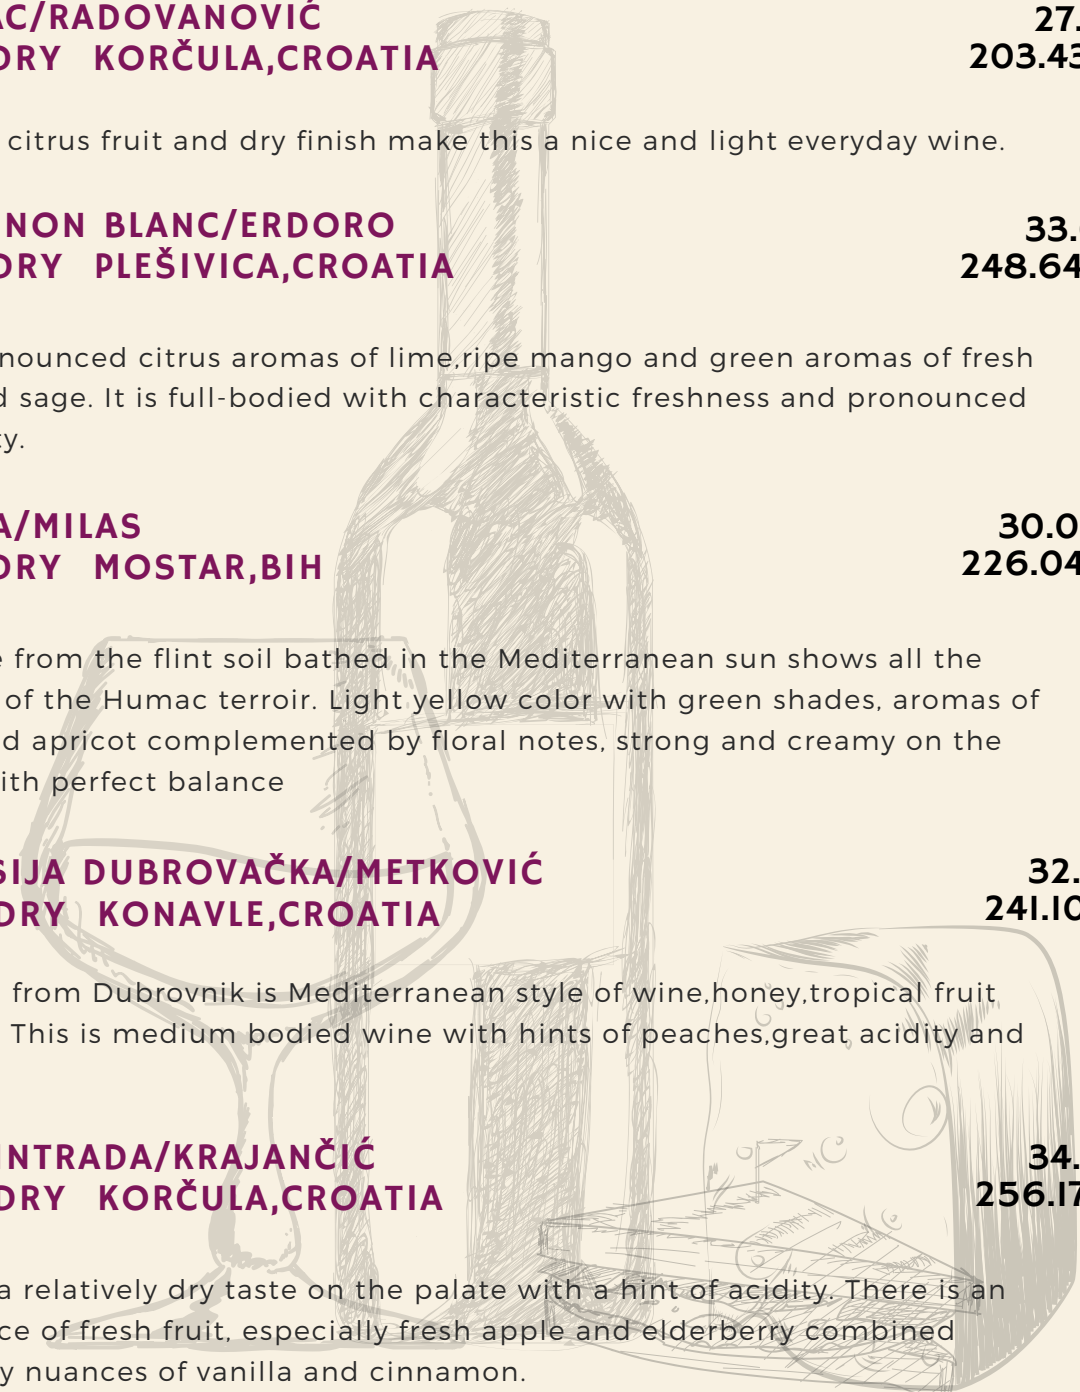 AC/RADOVANOVIĆ 27.
DRY KORČULA,CROATIA 203.43
citrus fruit and dry finish make this a nice and light everyday wine.
NON BLANC/ERDORO 33.
DRY PLEŠIVICA,CROATIA 248.64
nounced citrus aromas of lime,ripe mango and green aromas of fresh
d sage. It is full-bodied with characteristic freshness and pronounced
ty.
A/MILAS 30.0
DRY MOSTAR,BIH 226.04
e from the flint soil bathed in the Mediterranean sun shows all the
of the Humac terroir. Light yellow color with green shades, aromas of
d apricot complemented by floral notes, strong and creamy on the
ith perfect balance
SIJA DUBROVAČKA/METKOVIĆ 32.
DRY KONAVLE,CROATIA 241.10
from Dubrovnik is Mediterranean style of wine,honey,tropical fruit
This is medium bodied wine with hints of peaches,great acidity and
INTRADA/KRAJANČIĆ 34.
DRY KORČULA,CROATIA 256.17
a relatively dry taste on the palate with a hint of acidity. There is an
ce of fresh fruit, especially fresh apple and elderberry combined
y nuances of vanilla and cinnamon.